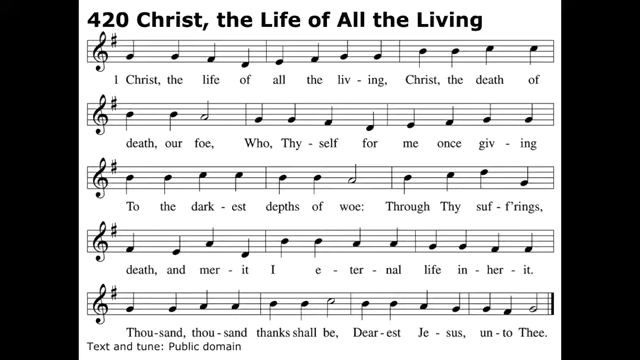 420 Christ, the Life of All the Living
1 Christ, the life of all the liv - ing, Christ, the death of
death, our foe, Who, Thy - self for me once giv - ing
To the dark - est depths of woe: Through Thy suf - f'rings,
death, and mer - it I e - ter - nal life in - her - it.
Thou - sand, thou - sand thanks shall be, Dear - est Je - sus, un - to Thee.
Text and tune: Public domain